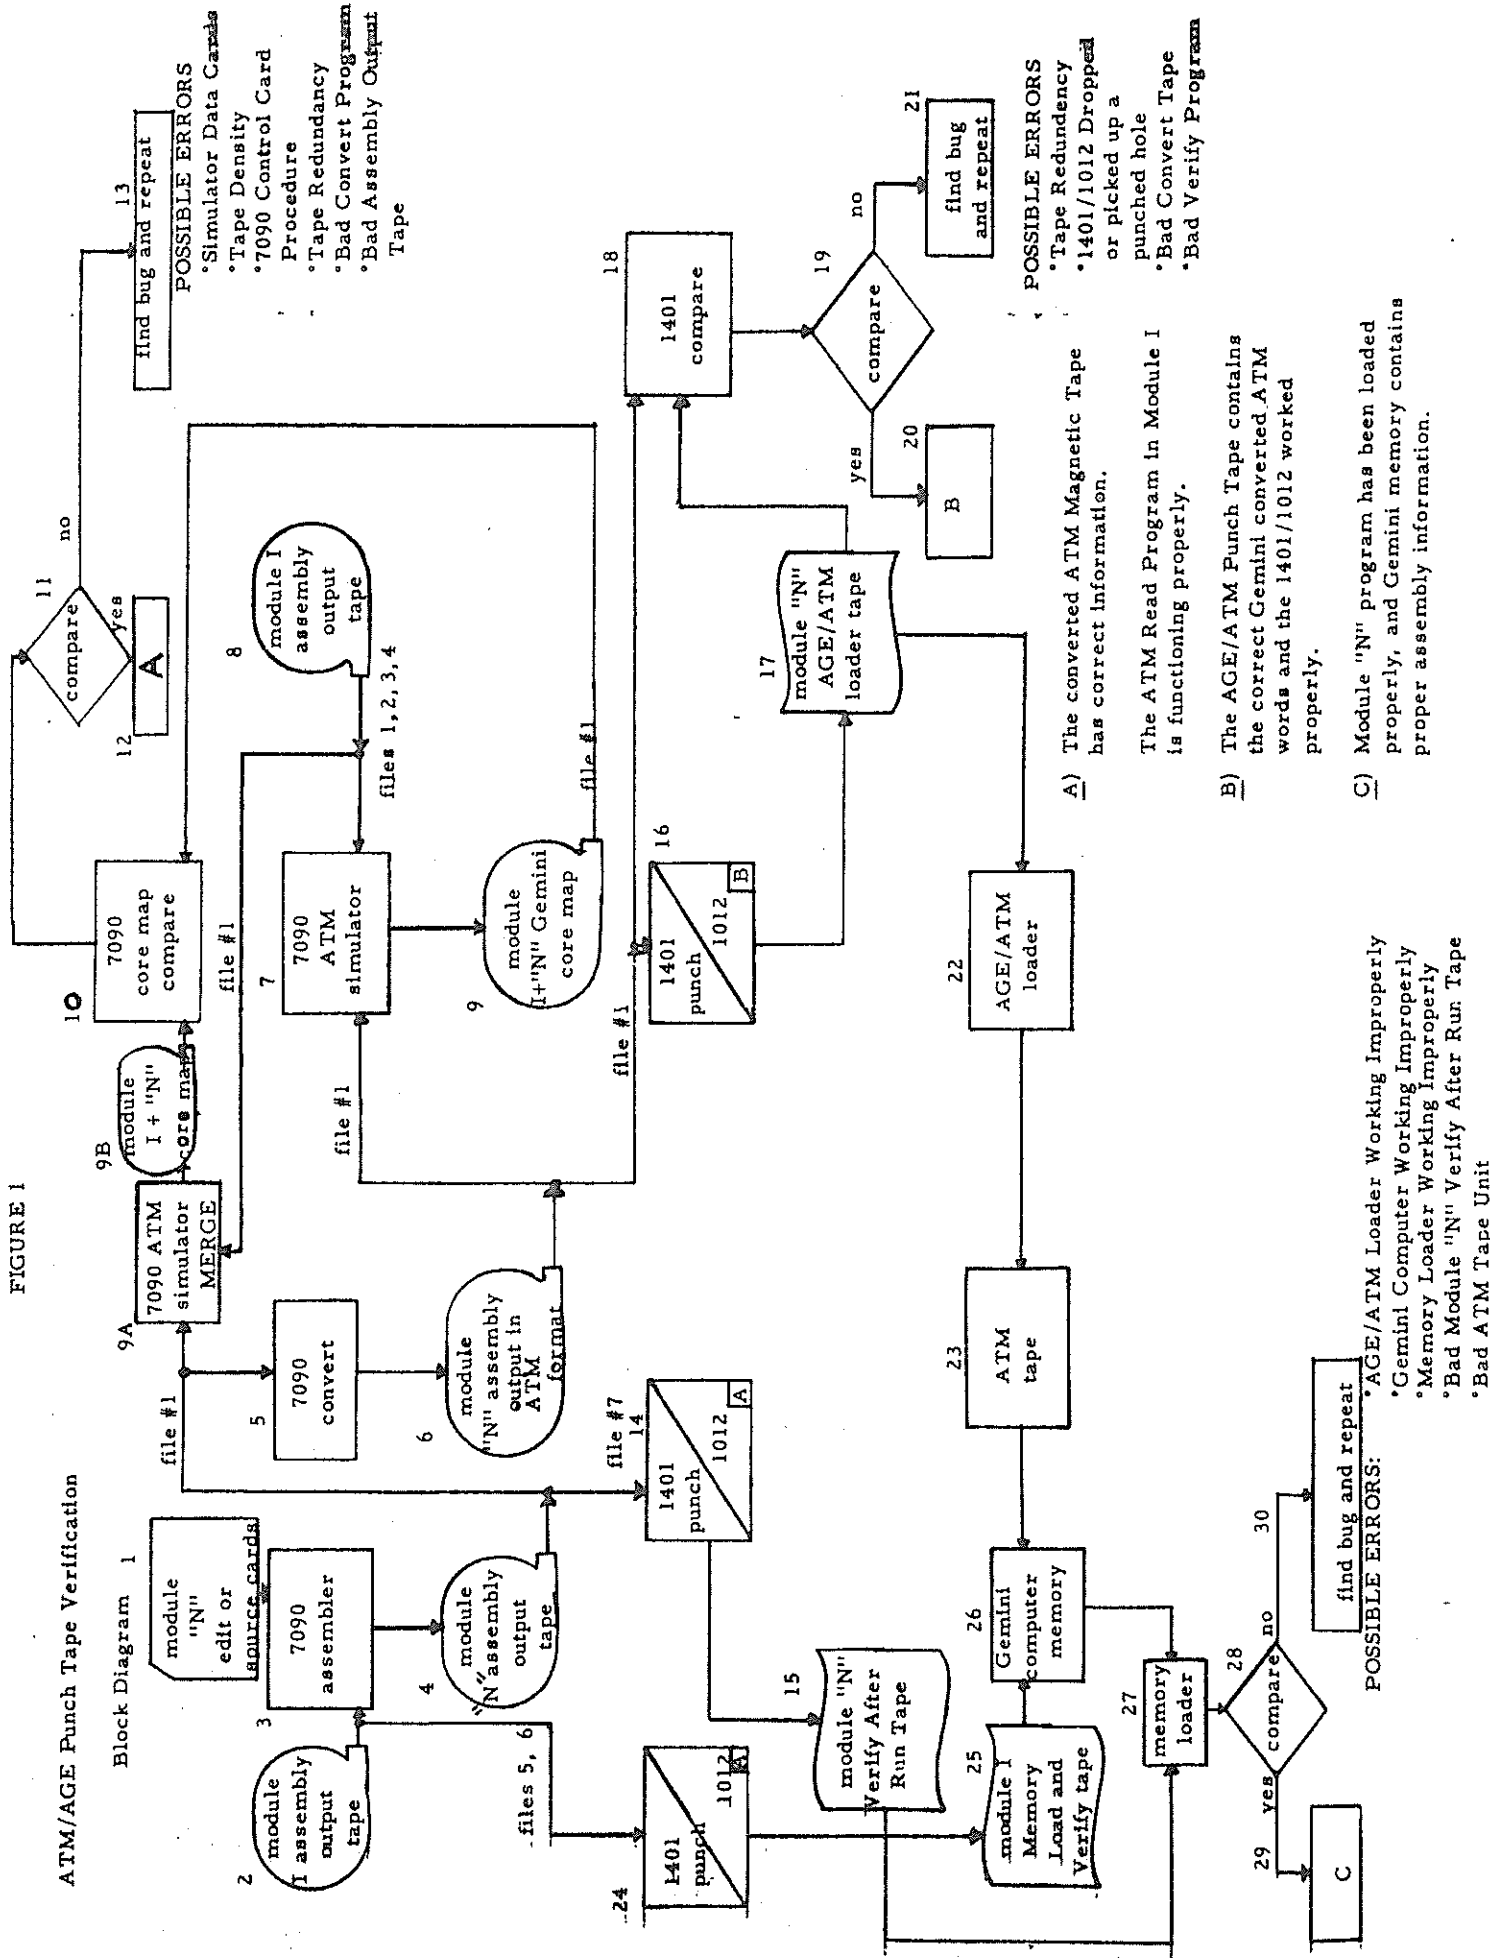 FIGURE 1
ATM/AGE Punch Tape Verification
Block Diagram
1
module
"N"
edit or
source cards
2
module
I assembly
output
tape
3
7090
assembler
4
module
"N" assembly
output
tape
files 5, 6
file #1
5
7090
convert
6
module
"N" assembly
output in
ATM
format
file #7
9A
7090 ATM
simulator
MERGE
9B
module
I + "N"
core map
10
7090
core map
compare
file #1
11
compare
no
yes
12
A
13
find bug and repeat
POSSIBLE ERRORS
°Simulator Data Cards
°Tape Density
°7090 Control Card
Procedure
°Tape Redundancy
°Bad Convert Program
°Bad Assembly Output
Tape
7
7090
ATM
simulator
file #1
8
module I
assembly
output
tape
files 1, 2, 3, 4
9
module
I+"N" Gemini
core map
file #1
file #1
14
1401
punch
1012
A
15
module "N"
Verify After
Run Tape
16
1401
punch
1012
B
17
module "N"
AGE/ATM
loader tape
18
1401
compare
19
compare
yes
no
20
B
21
find bug
and repeat
POSSIBLE ERRORS
°Tape Redundency
°1401/1012 Dropped
or picked up a
punched hole
°Bad Convert Tape
°Bad Verify Program
22
AGE/ATM
loader
23
ATM
tape
24
1401
punch
1012
A
25
module I
Memory
Load and
Verify tape
26
Gemini
computer
memory
27
memory
loader
28
compare
yes
no
29
C
30
find bug and repeat
POSSIBLE ERRORS:
°AGE/ATM Loader Working Improperly
°Gemini Computer Working Improperly
°Memory Loader Working Improperly
°Bad Module "N" Verify After Run Tape
°Bad ATM Tape Unit
A) The converted ATM Magnetic Tape
has correct information.
The ATM Read Program in Module I
is functioning properly.
B) The AGE/ATM Punch Tape contains
the correct Gemini converted ATM
words and the 1401/1012 worked
properly.
C) Module "N" program has been loaded
properly, and Gemini memory contains
proper assembly information.